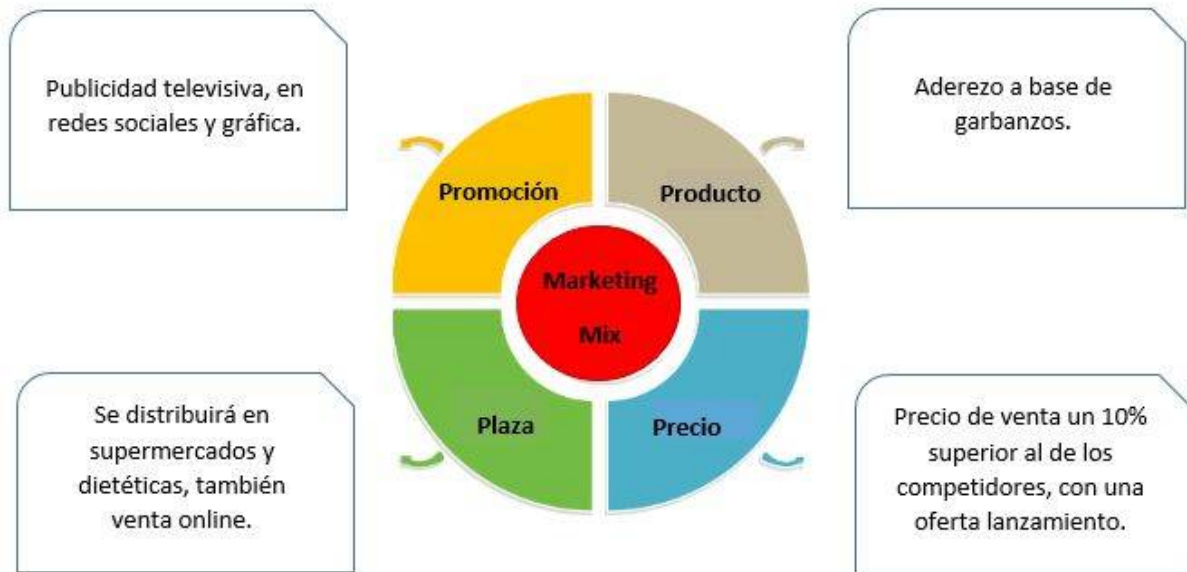 Publicidad televisiva, en
redes sociales y gráfica.
Aderezo a base de
garbanzos.
Promoción
Producto
Marketing
Mix
Plaza
Precio
Se distribuirá en
supermercados y
dietéticas, también
venta online.
Precio de venta un 10%
superior al de los
competidores, con una
oferta lanzamiento.